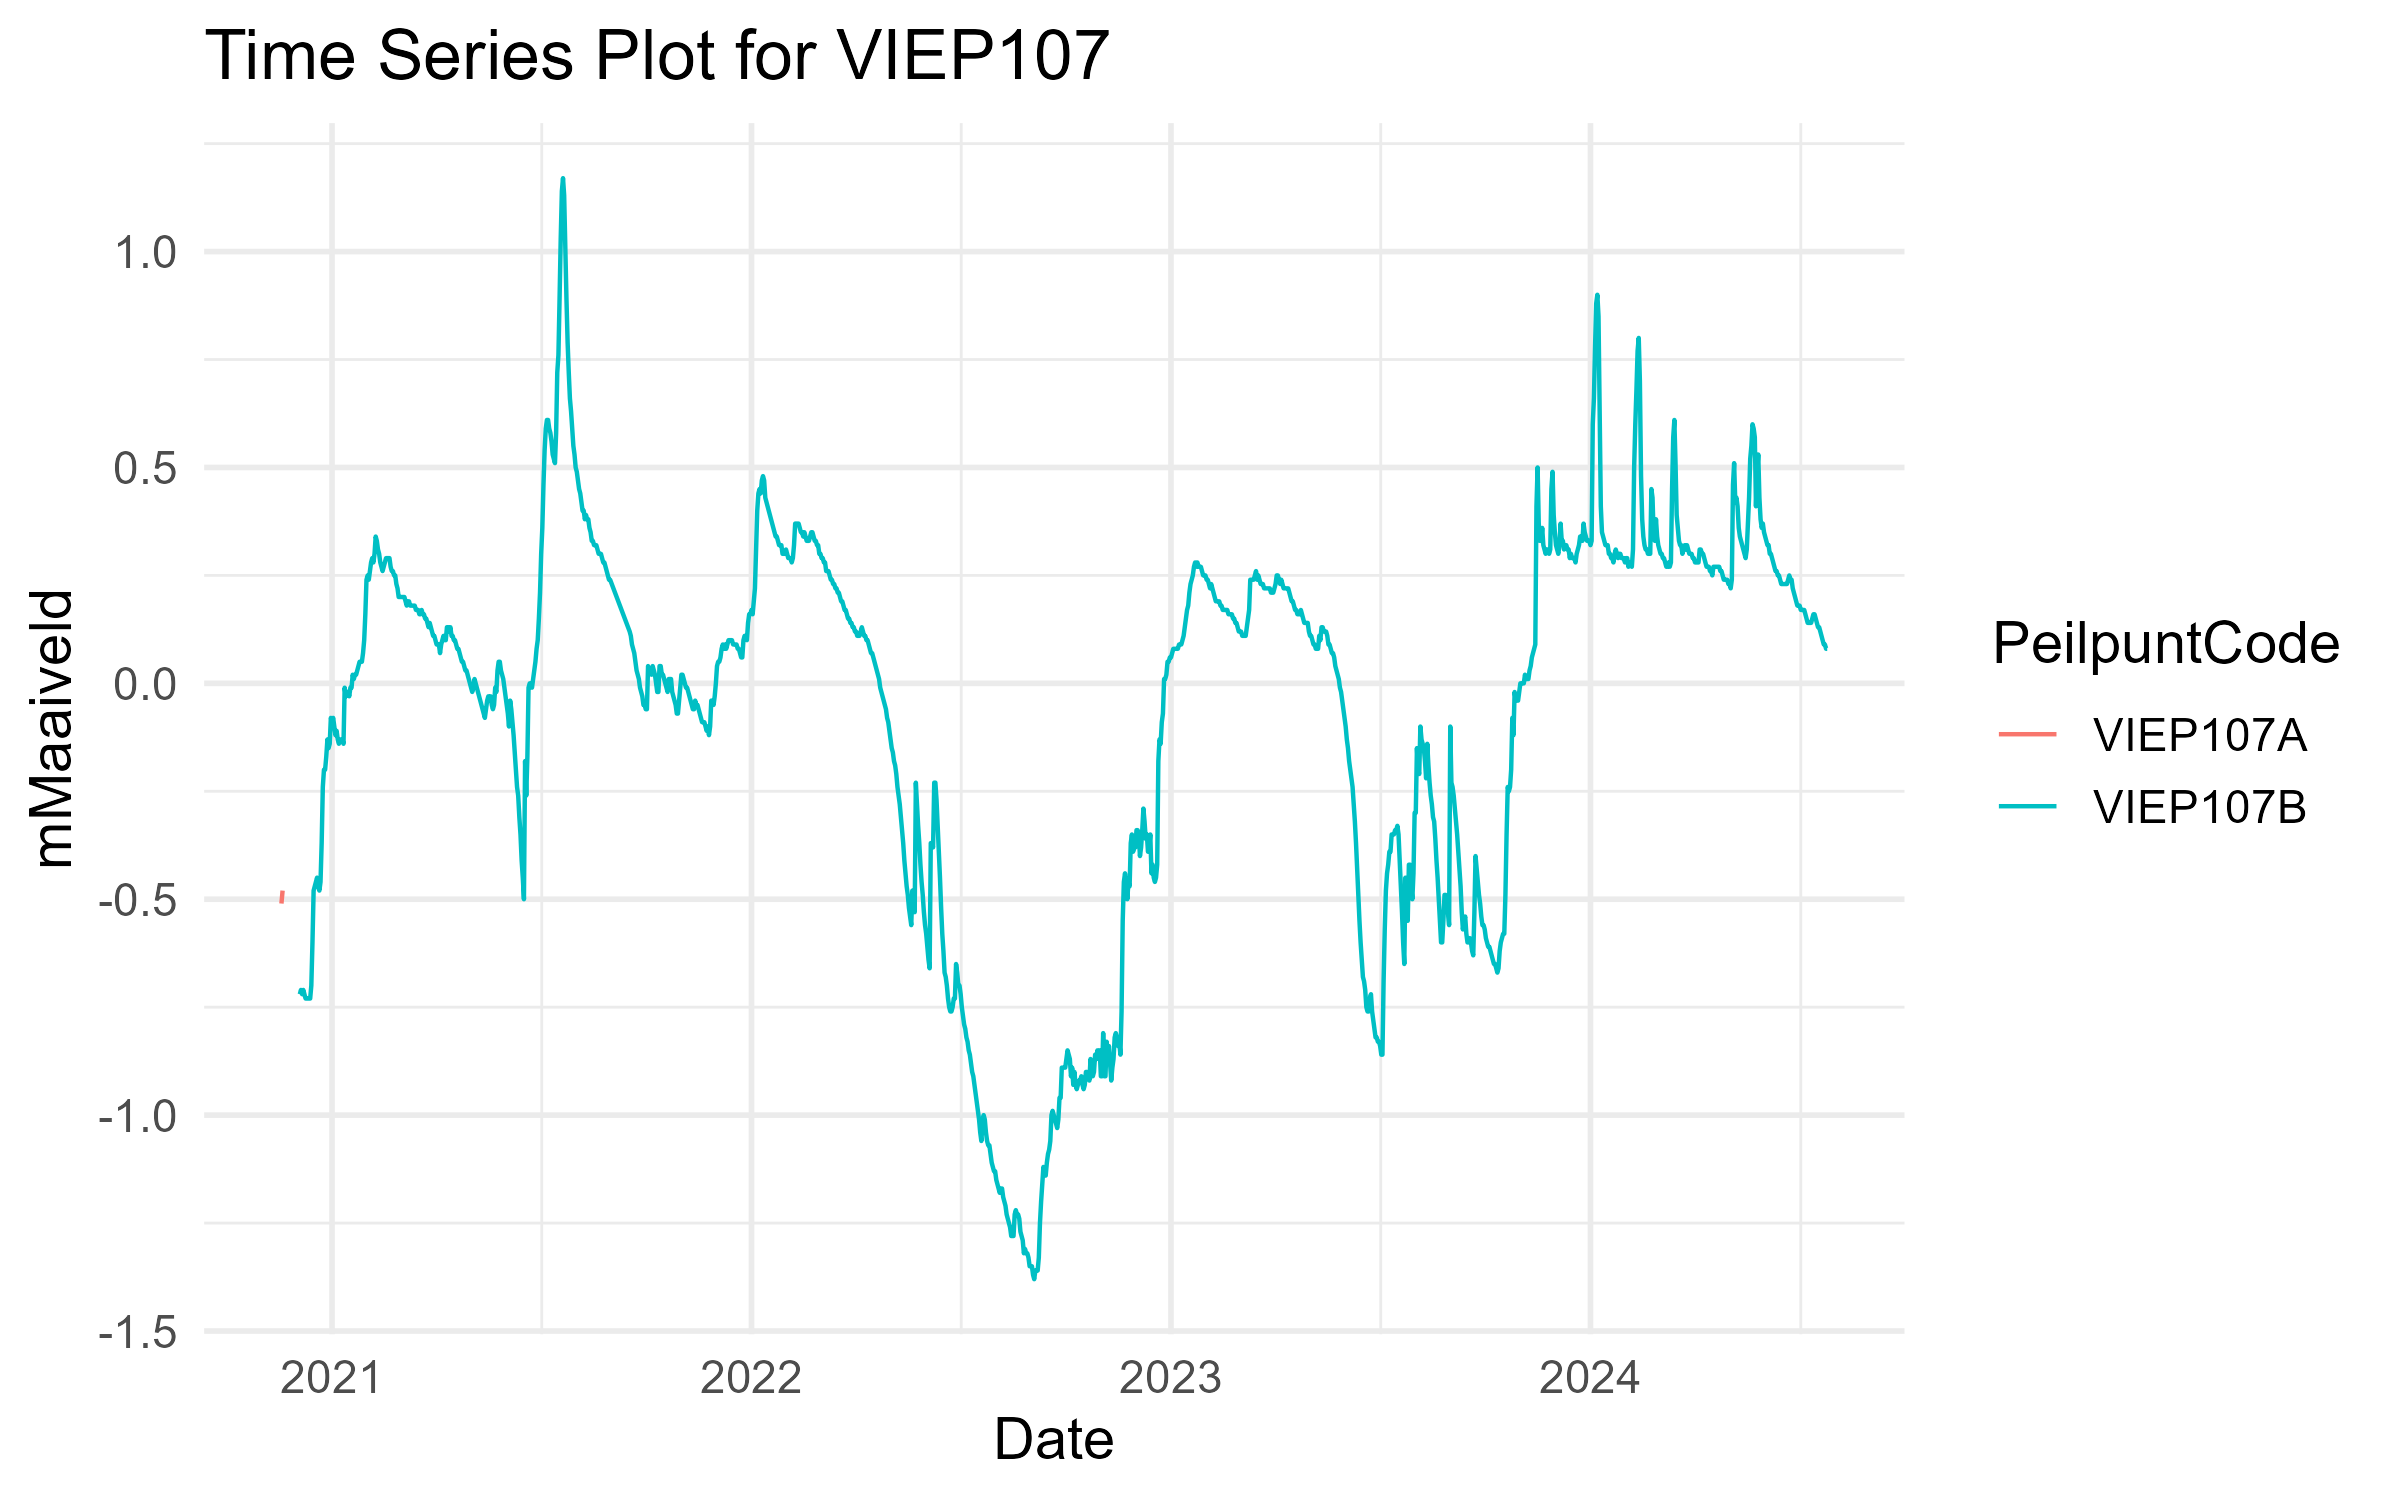 Time Series Plot for VIEP107
mMaaiveld
1.0
0.5
0.0
-0.5
-1.0
-1.5
2021 2022 2023 2024
Date
PeilpuntCode
VIEP107A
VIEP107B